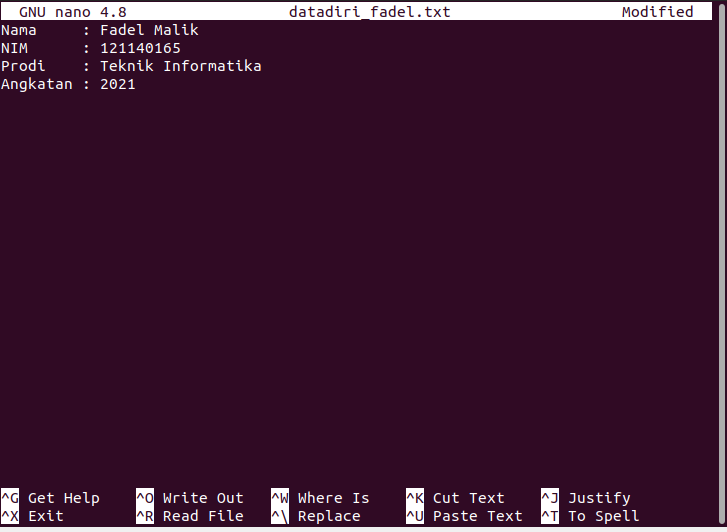 GNU nano 4.8 datadiri_fadel.txt Modified
Nama : Fadel Malik
NIM : 121140165
Prodi : Teknik Informatika
Angkatan : 2021
^G Get Help ^O Write Out ^W Where Is ^K Cut Text ^J Justify
^X Exit ^R Read File ^\ Replace ^U Paste Text ^T To Spell